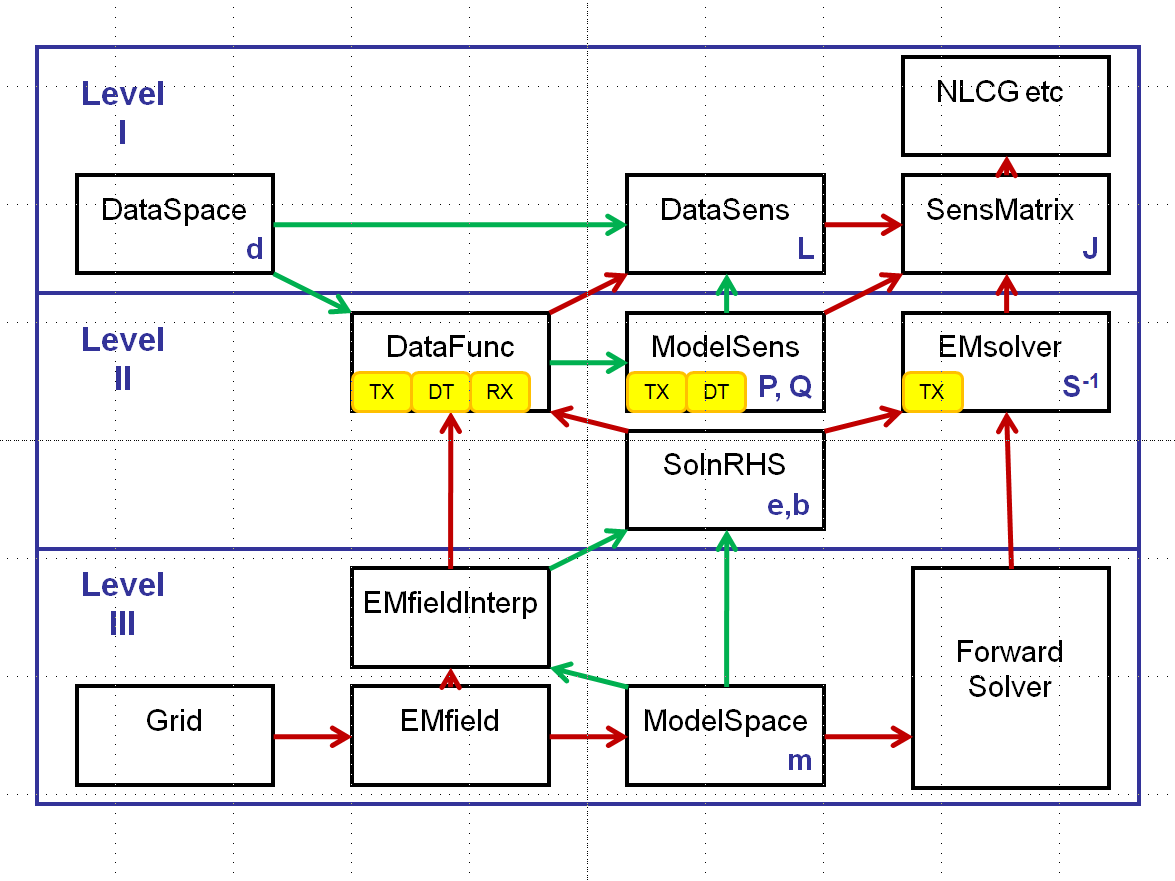 Level
I
NLCG etc
DataSpace
d
DataSens
L
SensMatrix
J
Level
II
DataFunc
TX DT RX
ModelSens
TX DT
P, Q
EMsolver
TX
S-1
SolnRHS
e,b
Level
III
EMfieldInterp
Forward
Solver
Grid
EMfield
ModelSpace
m